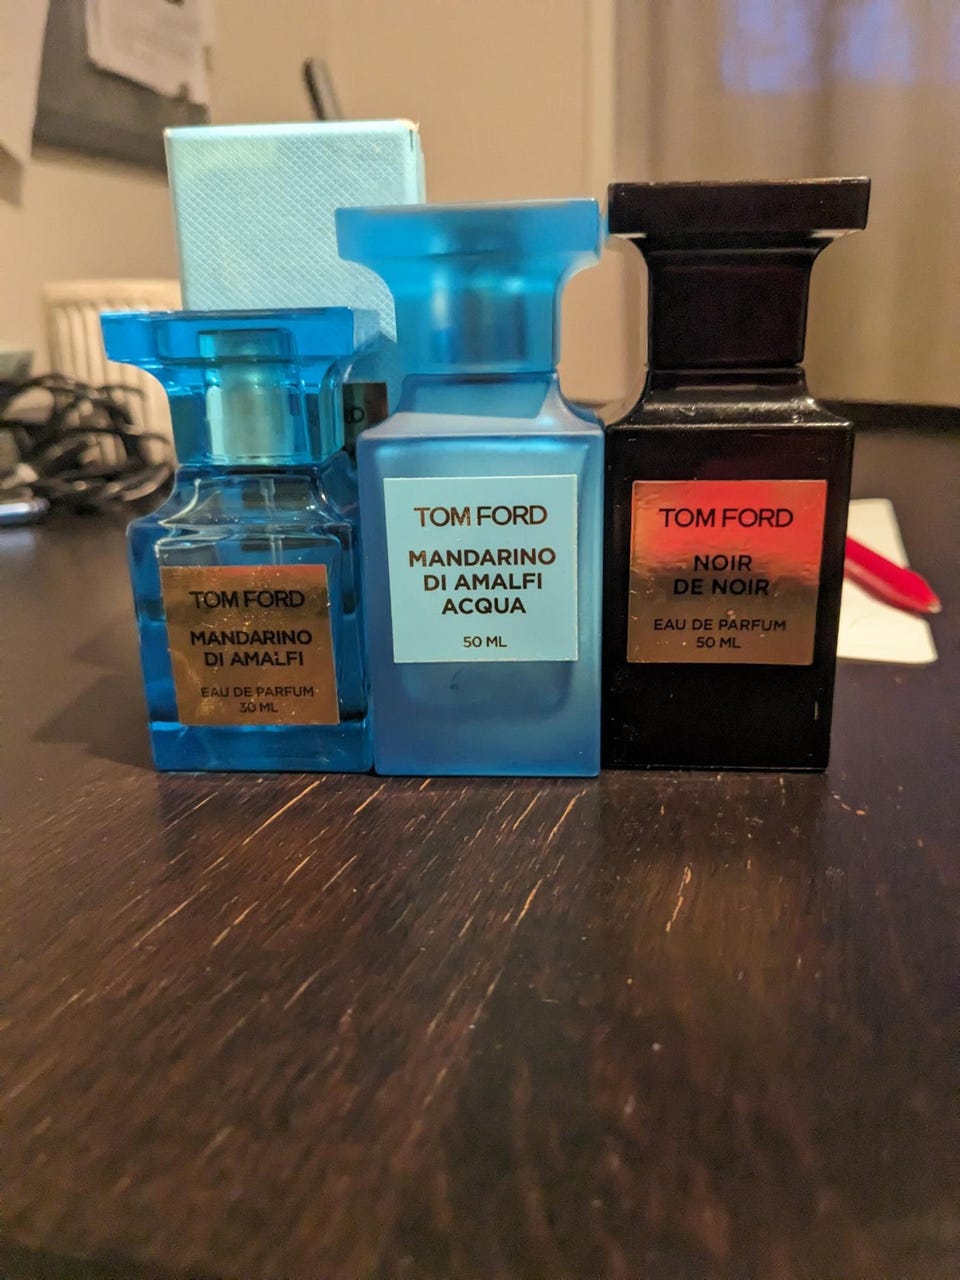 TOM FORD
MANDARINO
DI AMALFI
EAU DE PARFUM
30 ML
TOM FORD
MANDARINO
DI AMALFI
ACQUA
50 ML
TOM FORD
NOIR
DE NOIR
EAU DE PARFUM
50 ML